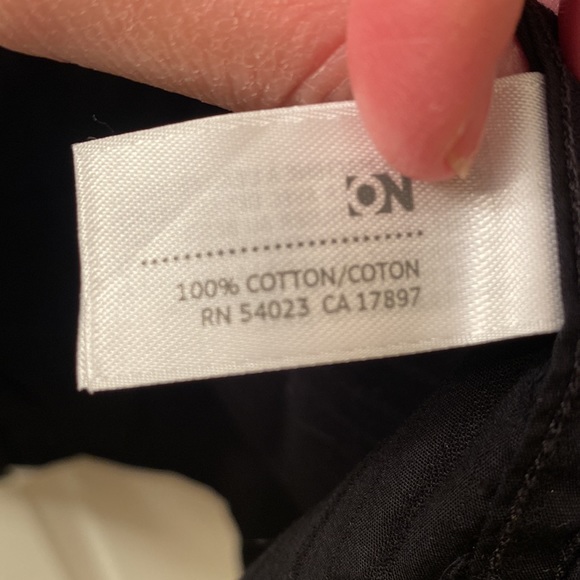 ON
........................
100% COTTON/COTON
RN 54023 CA 17897